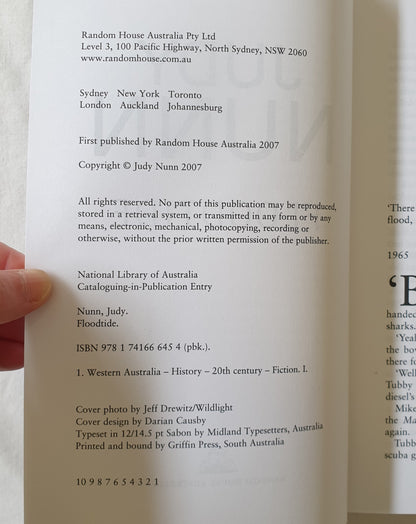 Random House Australia Pty Ltd
Level 3, 100 Pacific Highway, North Sydney, NSW 2060
www.randomhouse.com.au
Sydney New York Toronto
London Auckland Johannesburg
First published by Random House Australia 2007
Copyright © Judy Nunn 2007
All rights reserved. No part of this publication may be reproduced,
stored in a retrieval system, or transmitted in any form or by any
means, electronic, mechanical, photocopying, recording or
otherwise, without the prior written permission of the publisher.
National Library of Australia
Cataloguing-in-Publication Entry
Nunn, Judy.
Floodtide.
ISBN 978 1 74166 645 4 (pbk.).
1. Western Australia – History – 20th century – Fiction. I.
Cover photo by Jeff Drewitz/Wildlight
Cover design by Darian Causby
Typeset in 12/14.5 pt Sabon by Midland Typesetters, Australia
Printed and bound by Griffin Press, South Australia
10 9 8 7 6 5 4 3 2 1
‘There
flood,
1965
‘B
handed
sharks.
‘Yeal
the bo
there fo
‘Well
Tubby
diesel's
Mike
the Ma
again.
Tubb
scuba g